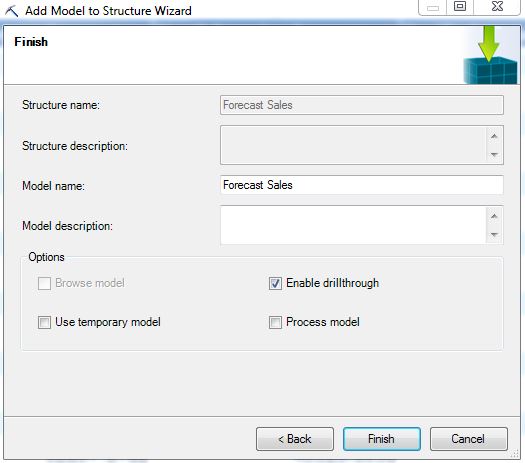 Add Model to Structure Wizard
Finish
Structure name:
Forecast Sales
Structure description:
Model name:
Forecast Sales
Model description:
Options
Browse model
Enable drillthrough
Use temporary model
Process model
< Back
Finish
Cancel